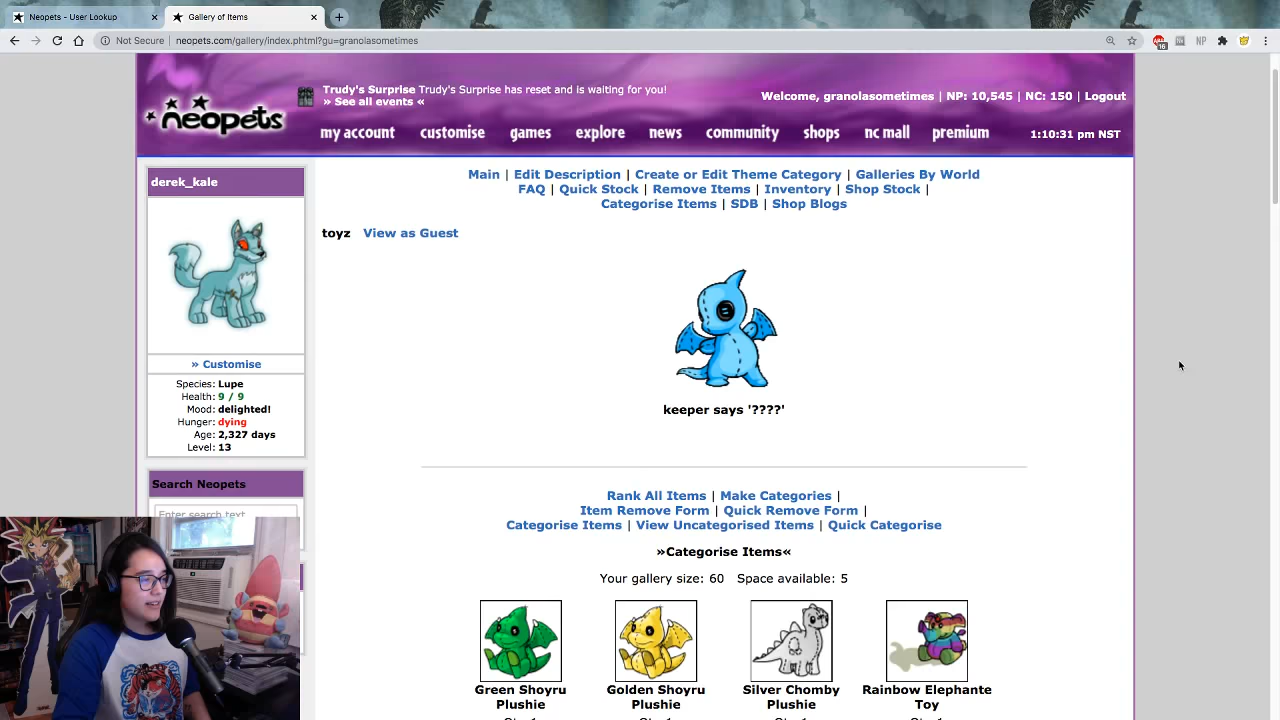 Neopets - User Lookup
Gallery of Items
Not Secure | neopets.com/gallery/index.phtml?gu=granolasometimes
neopets
Trudy's Surprise Trudy's Surprise has reset and is waiting for you!
» See all events «
Welcome, granolasometimes | NP: 10,545 | NC: 150 | Logout
my account customise games explore news community shops nc mall premium
1:10:31 pm NST
derek_kale
» Customise
Species: Lupe
Health: 9 / 9
Mood: delighted!
Hunger: dying
Age: 2,327 days
Level: 13
Search Neopets
Enter search text
Main | Edit Description | Create or Edit Theme Category | Galleries By World
FAQ | Quick Stock | Remove Items | Inventory | Shop Stock |
Categorise Items | SDB | Shop Blogs
toyz View as Guest
keeper says '????'
Rank All Items | Make Categories |
Item Remove Form | Quick Remove Form |
Categorise Items | View Uncategorised Items | Quick Categorise
»Categorise Items«
Your gallery size: 60 Space available: 5
Green Shoyru
Plushie
Golden Shoyru
Plushie
Silver Chomby
Plushie
Rainbow Elephante
Toy